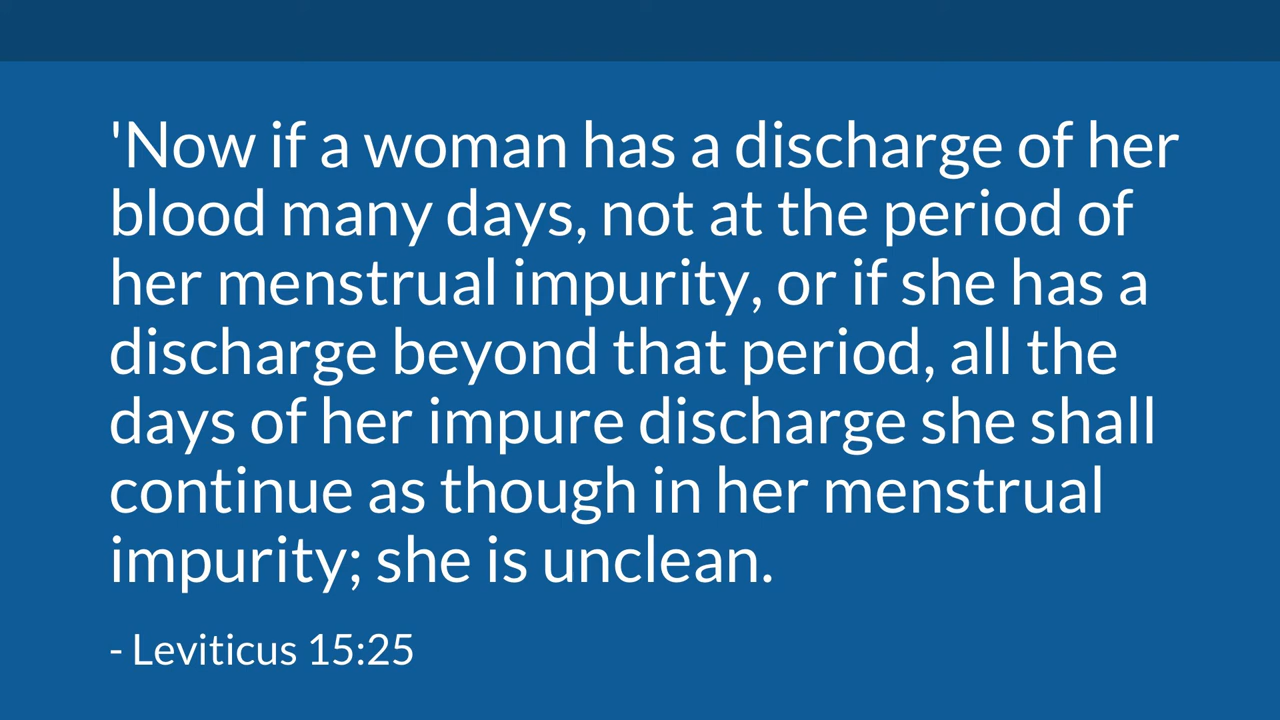 'Now if a woman has a discharge of her
blood many days, not at the period of
her menstrual impurity, or if she has a
discharge beyond that period, all the
days of her impure discharge she shall
continue as though in her menstrual
impurity; she is unclean.
- Leviticus 15:25